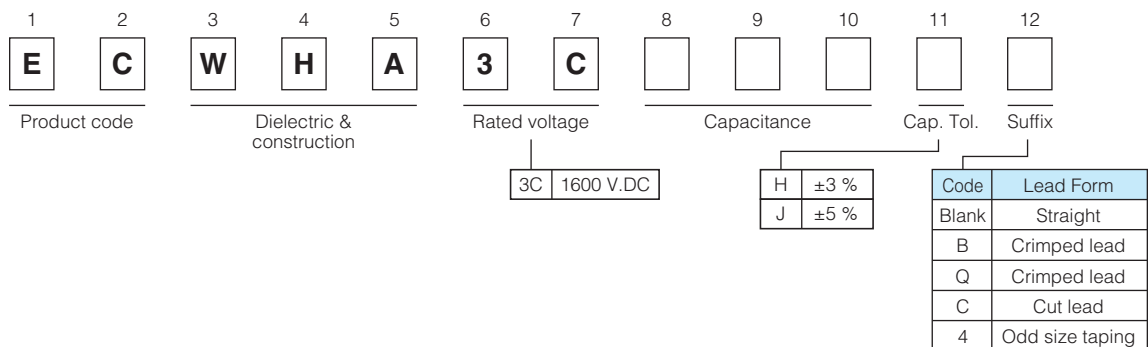 1 2 3 4 5 6 7 8 9 10 11 12
E C W H A 3 C
Product code Dielectric & construction Rated voltage Capacitance Cap. Tol. Suffix
3C 1600 V.DC
H ±3 %
J ±5 %
Code Lead Form
Blank Straight
B Crimped lead
Q Crimped lead
C Cut lead
4 Odd size taping